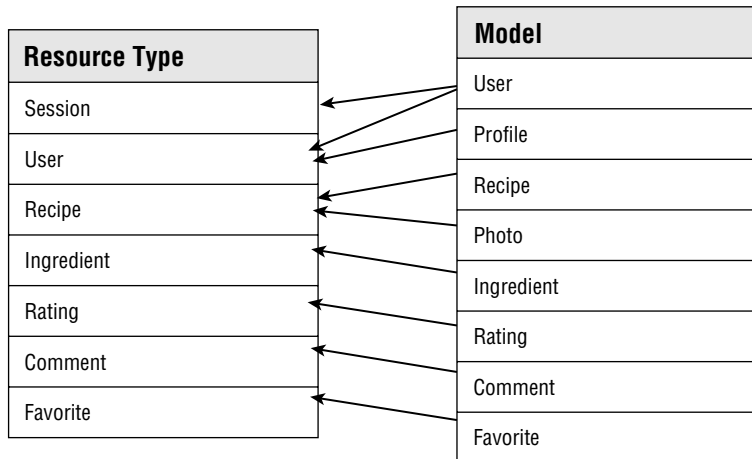 Resource Type
Session
User
Recipe
Ingredient
Rating
Comment
Favorite
Model
User
Profile
Recipe
Photo
Ingredient
Rating
Comment
Favorite